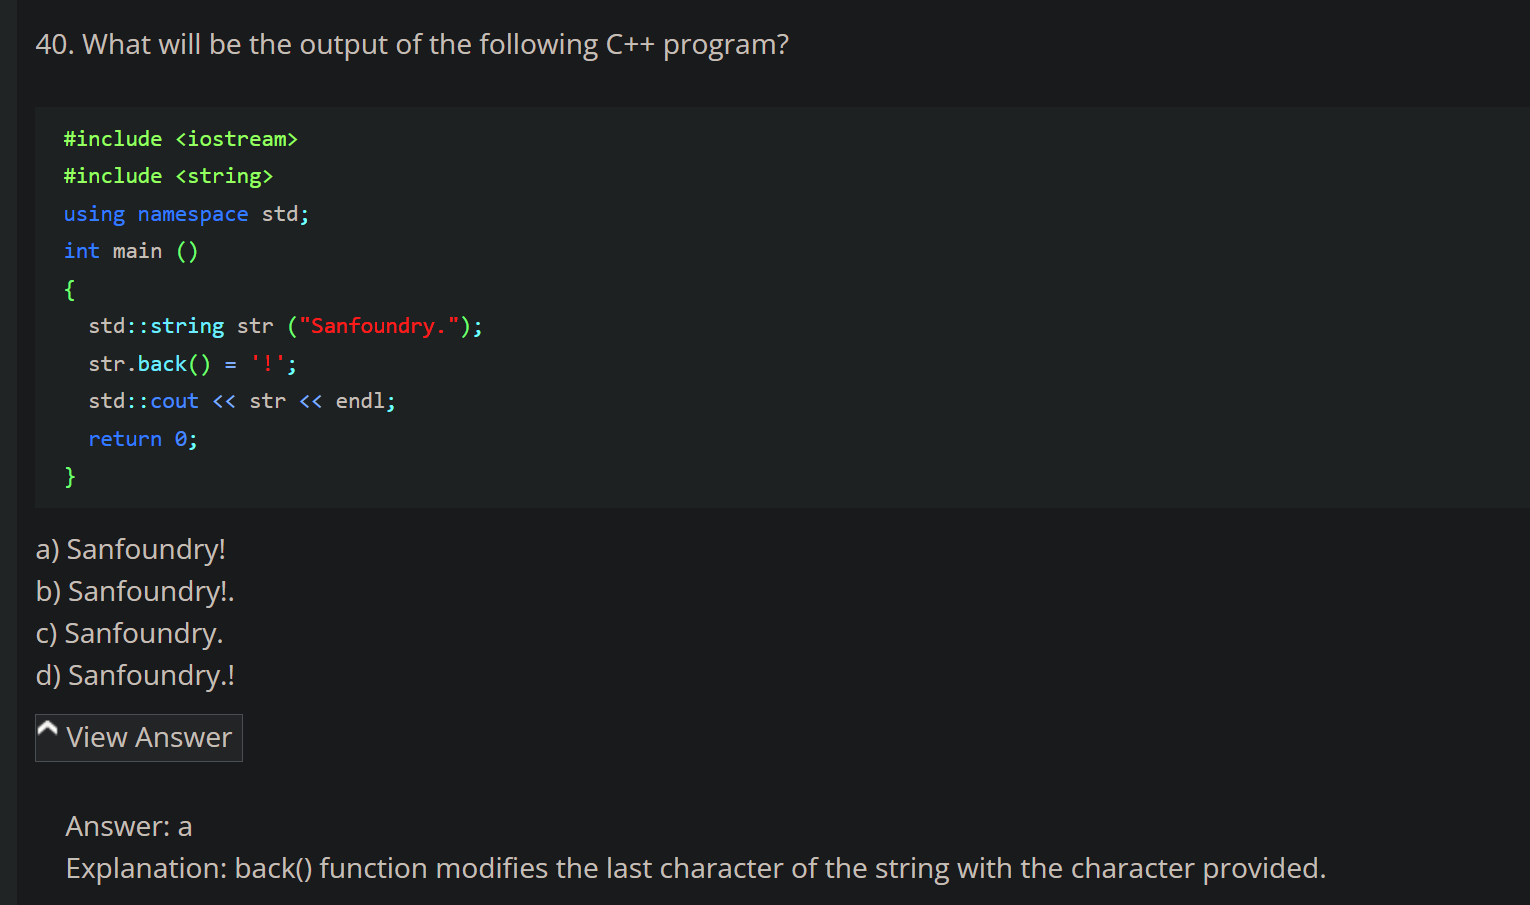 40. What will be the output of the following C++ program?
#include <iostream>
#include <string>
using namespace std;
int main ()
{
  std::string str ("Sanfoundry.");
  str.back() = '!';
  std::cout << str << endl;
  return 0;
}
a) Sanfoundry!
b) Sanfoundry!.
c) Sanfoundry.
d) Sanfoundry.!
View Answer
Answer: a
Explanation: back() function modifies the last character of the string with the character provided.